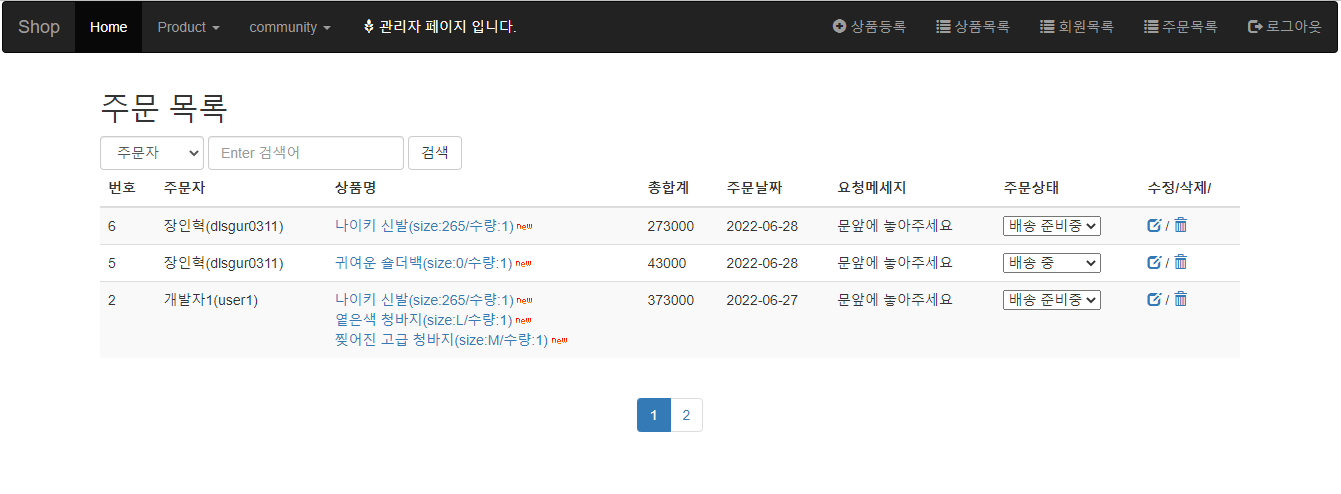 Shop Home Product community 관리자 페이지 입니다. 상품등록 상품목록 회원목록 주문목록 로그아웃
주문 목록
주문자 Enter 검색어 검색
번호 주문자 상품명 총합계 주문날짜 요청메세지 주문상태 수정/삭제/
6 장인혁(dlsgur0311) 나이키 신발(size:265/수량:1) new 273000 2022-06-28 문앞에 놓아주세요 배송 준비중 /
5 장인혁(dlsgur0311) 귀여운 숄더백(size:0/수량:1) new 43000 2022-06-28 문앞에 놓아주세요 배송 중 /
2 개발자1(user1) 나이키 신발(size:265/수량:1) new 373000 2022-06-27 문앞에 놓아주세요 배송 준비중 /
옅은색 청바지(size:L/수량:1) new
찢어진 고급 청바지(size:M/수량:1) new
1 2